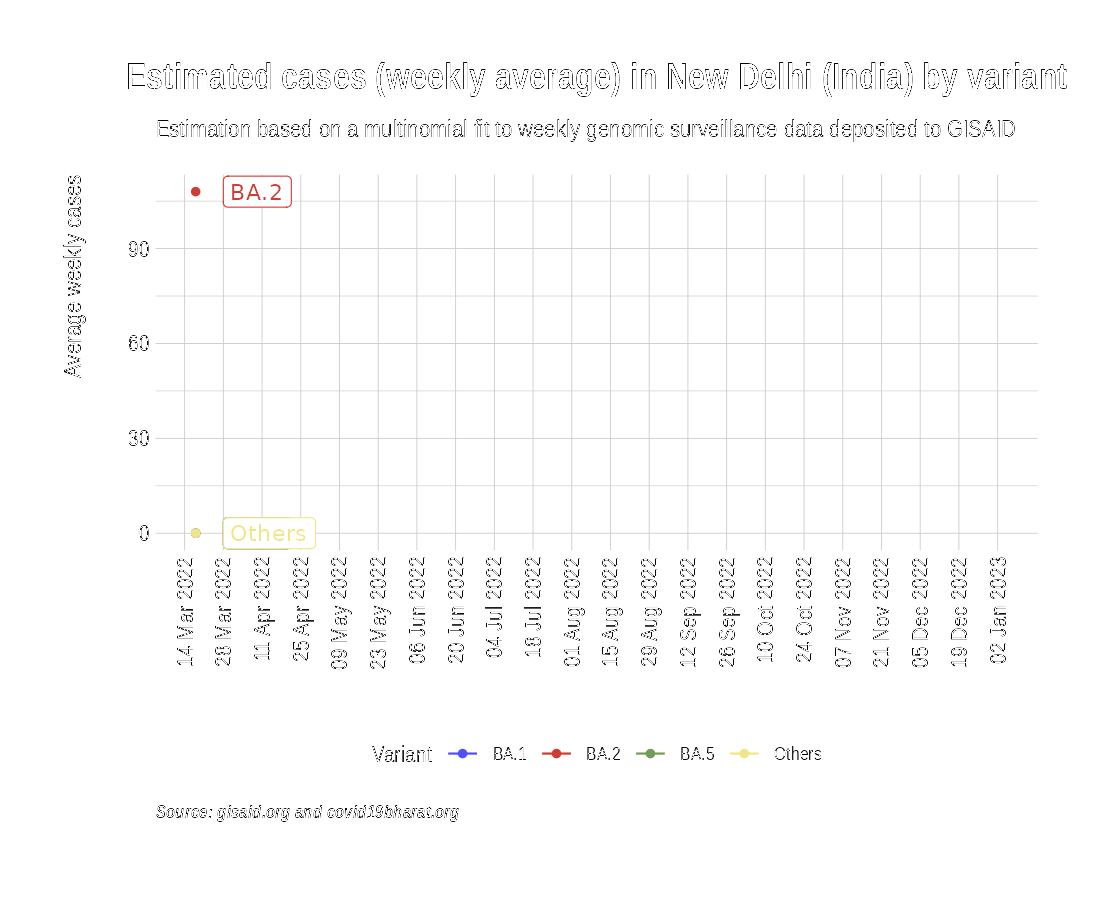 Estimated cases (weekly average) in New Delhi (India) by variant
Estimation based on a multinomial fit to weekly genomic surveillance data deposited to GISAID
Average weekly cases
BA.2
90
60
30
0
Others
14 Mar 2022
28 Mar 2022
11 Apr 2022
25 Apr 2022
09 May 2022
23 May 2022
06 Jun 2022
20 Jun 2022
04 Jul 2022
18 Jul 2022
01 Aug 2022
15 Aug 2022
29 Aug 2022
12 Sep 2022
26 Sep 2022
10 Oct 2022
24 Oct 2022
07 Nov 2022
21 Nov 2022
05 Dec 2022
19 Dec 2022
02 Jan 2023
Variant BA.1 BA.2 BA.5 Others
Source: gisaid.org and covid19bharat.org